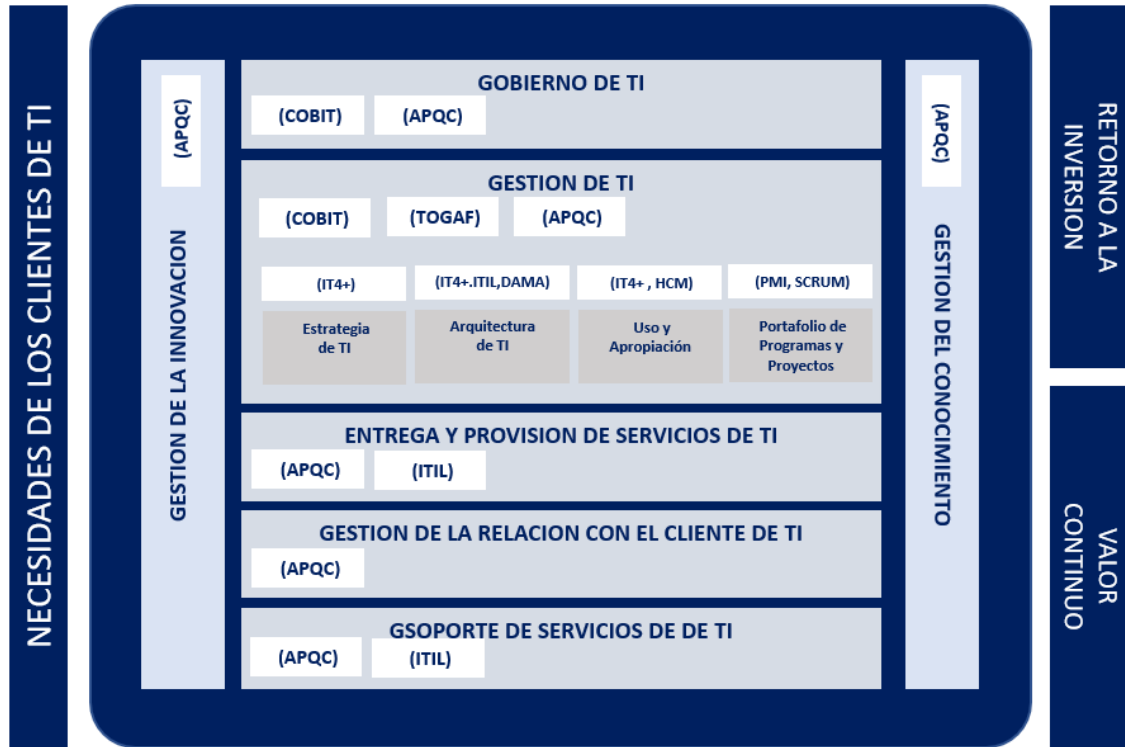 NECESIDADES DE LOS CLIENTES DE TI
(APQC)
GESTION DE LA INNOVACION
GOBIERNO DE TI
(COBIT) (APQC)
GESTION DE TI
(COBIT) (TOGAF) (APQC)
(IT4+) (IT4+.ITIL,DAMA) (IT4+ , HCM) (PMI, SCRUM)
Estrategia
de TI
Arquitectura
de TI
Uso y
Apropiación
Portafolio de
Programas y
Proyectos
ENTREGA Y PROVISION DE SERVICIOS DE TI
(APQC) (ITIL)
GESTION DE LA RELACION CON EL CLIENTE DE TI
(APQC)
GSOPORTE DE SERVICIOS DE DE TI
(APQC) (ITIL)
(APQC)
GESTION DEL CONOCIMIENTO
RETORNO A LA
INVERSION
VALOR
CONTINUO